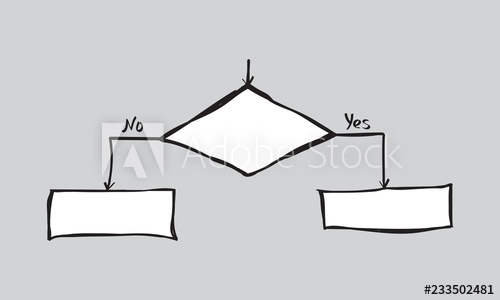 No
Yes
Adobe Stock
#233502481